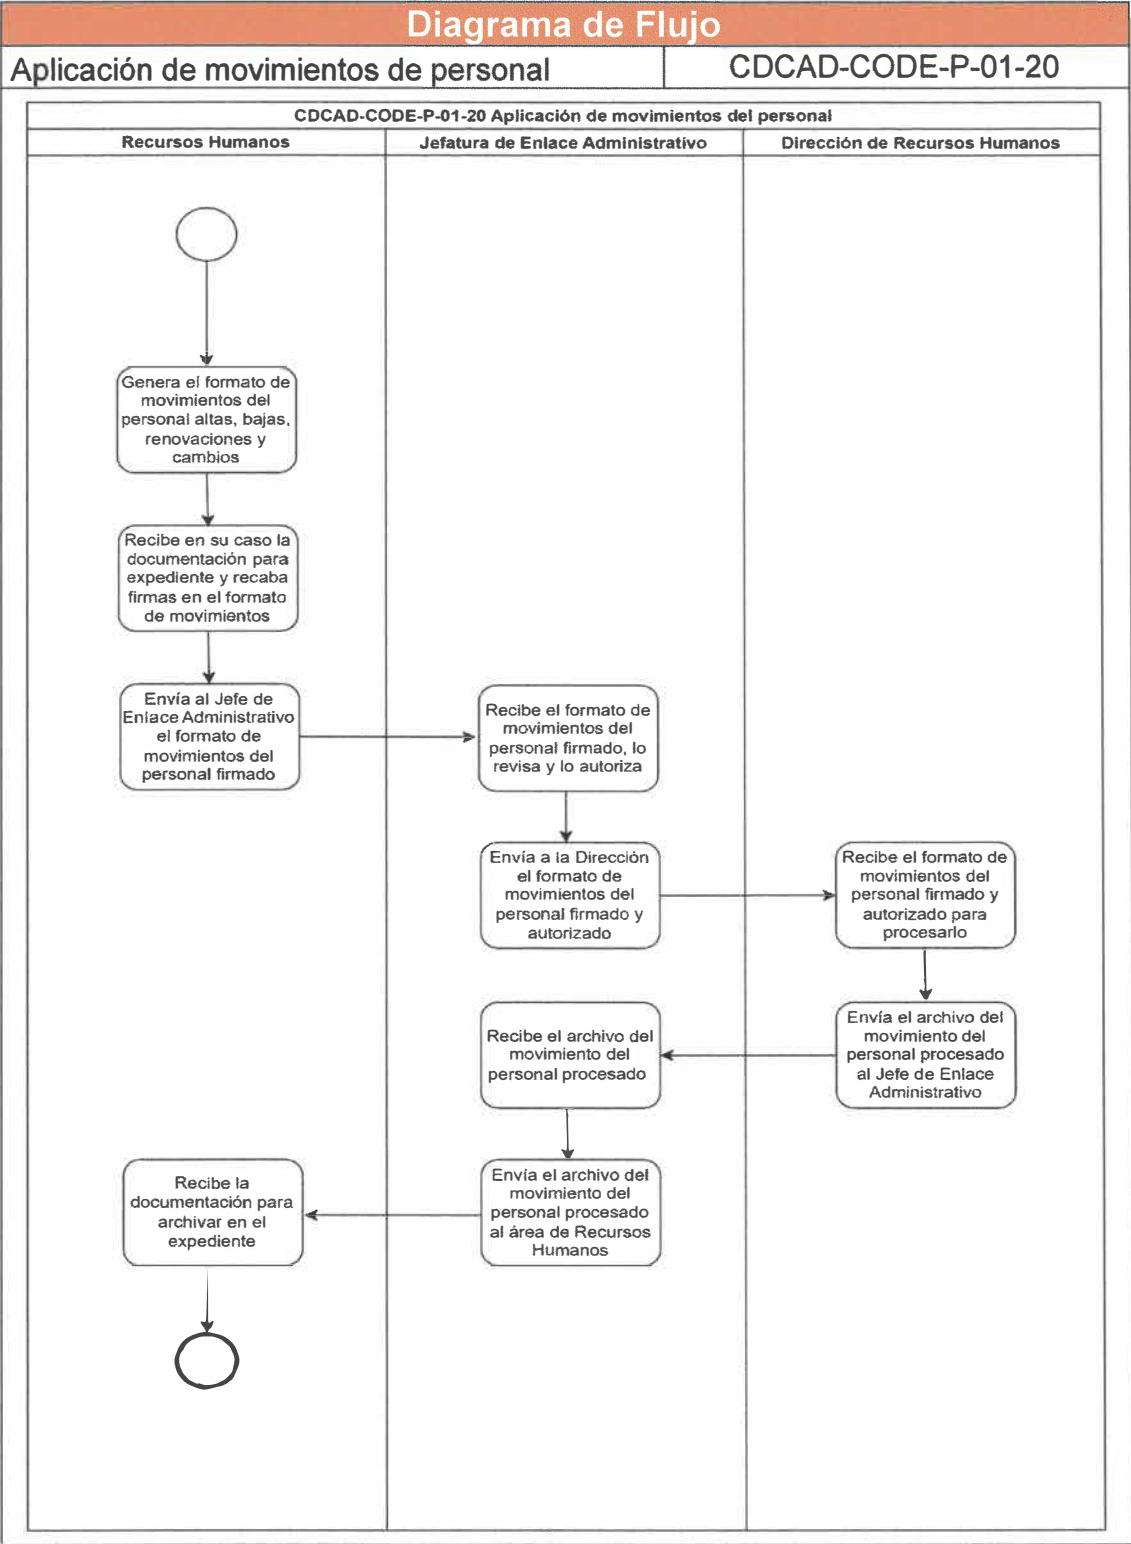 Diagrama de Flujo
Aplicación de movimientos de personal
CDCAD-CODE-P-01-20
CDCAD-CODE-P-01-20 Aplicación de movimientos del personal
Recursos Humanos
Jefatura de Enlace Administrativo
Dirección de Recursos Humanos
Genera el formato de
movimientos del
personal altas, bajas,
renovaciones y
cambios
Recibe en su caso la
documentación para
expediente y recaba
firmas en el formato
de movimientos
Envía al Jefe de
Enlace Administrativo
el formato de
movimientos del
personal firmado
Recibe el formato de
movimientos del
personal firmado, lo
revisa y lo autoriza
Envía a la Dirección
el formato de
movimientos del
personal firmado y
autorizado
Recibe el formato de
movimientos del
personal firmado y
autorizado para
procesarlo
Envía el archivo del
movimiento del
personal procesado
al Jefe de Enlace
Administrativo
Recibe el archivo del
movimiento del
personal procesado
Envía el archivo del
movimiento del
personal procesado
al área de Recursos
Humanos
Recibe la
documentación para
archivar en el
expediente